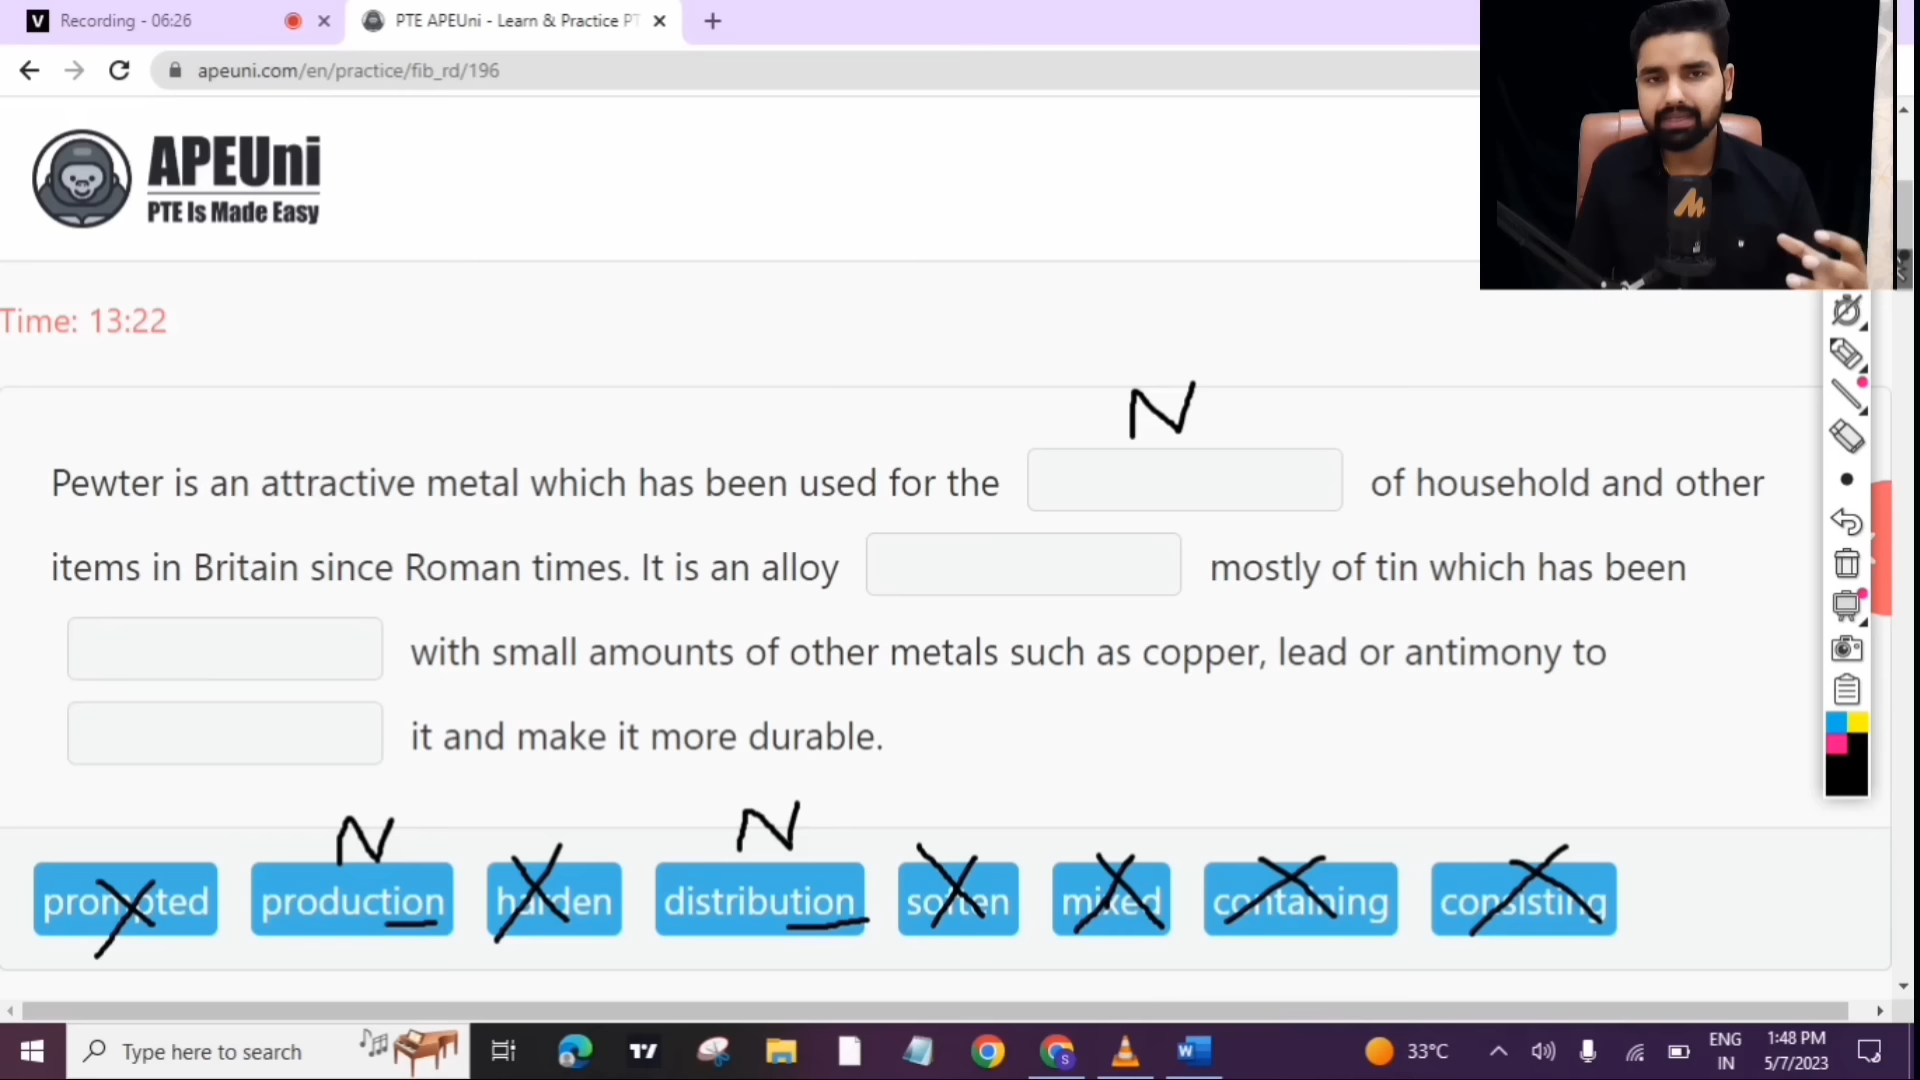 V Recording - 06:26
PTE APEUni - Learn & Practice PT
apeuni.com/en/practice/fib_rd/196
APEUni
PTE Is Made Easy
Time: 13:22
N
Pewter is an attractive metal which has been used for the of household and other
items in Britain since Roman times. It is an alloy mostly of tin which has been
with small amounts of other metals such as copper, lead or antimony to
it and make it more durable.
N N
prompted production harden distribution soften mixed containing consisting
Type here to search
33°C
ENG
IN
1:48 PM
5/7/2023